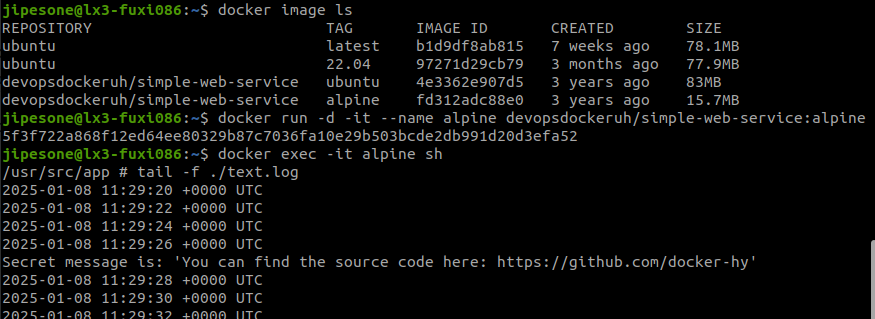 jipesone@lx3-fuxi086:~$ docker image ls
REPOSITORY                          TAG       IMAGE ID       CREATED        SIZE
ubuntu                              latest    b1d9df8ab815   7 weeks ago    78.1MB
ubuntu                              22.04     97271d29cb79   3 months ago   77.9MB
devopsdockeruh/simple-web-service   ubuntu    4e3362e907d5   3 years ago    83MB
devopsdockeruh/simple-web-service   alpine    fd312adc88e0   3 years ago    15.7MB
jipesone@lx3-fuxi086:~$ docker run -d -it --name alpine devopsdockeruh/simple-web-service:alpine
5f3f722a868f12ed64ee80329b87c7036fa10e29b503bcde2db991d20d3efa52
jipesone@lx3-fuxi086:~$ docker exec -it alpine sh
/usr/src/app # tail -f ./text.log
2025-01-08 11:29:20 +0000 UTC
2025-01-08 11:29:22 +0000 UTC
2025-01-08 11:29:24 +0000 UTC
2025-01-08 11:29:26 +0000 UTC
Secret message is: 'You can find the source code here: https://github.com/docker-hy'
2025-01-08 11:29:28 +0000 UTC
2025-01-08 11:29:30 +0000 UTC
2025-01-08 11:29:32 +0000 UTC